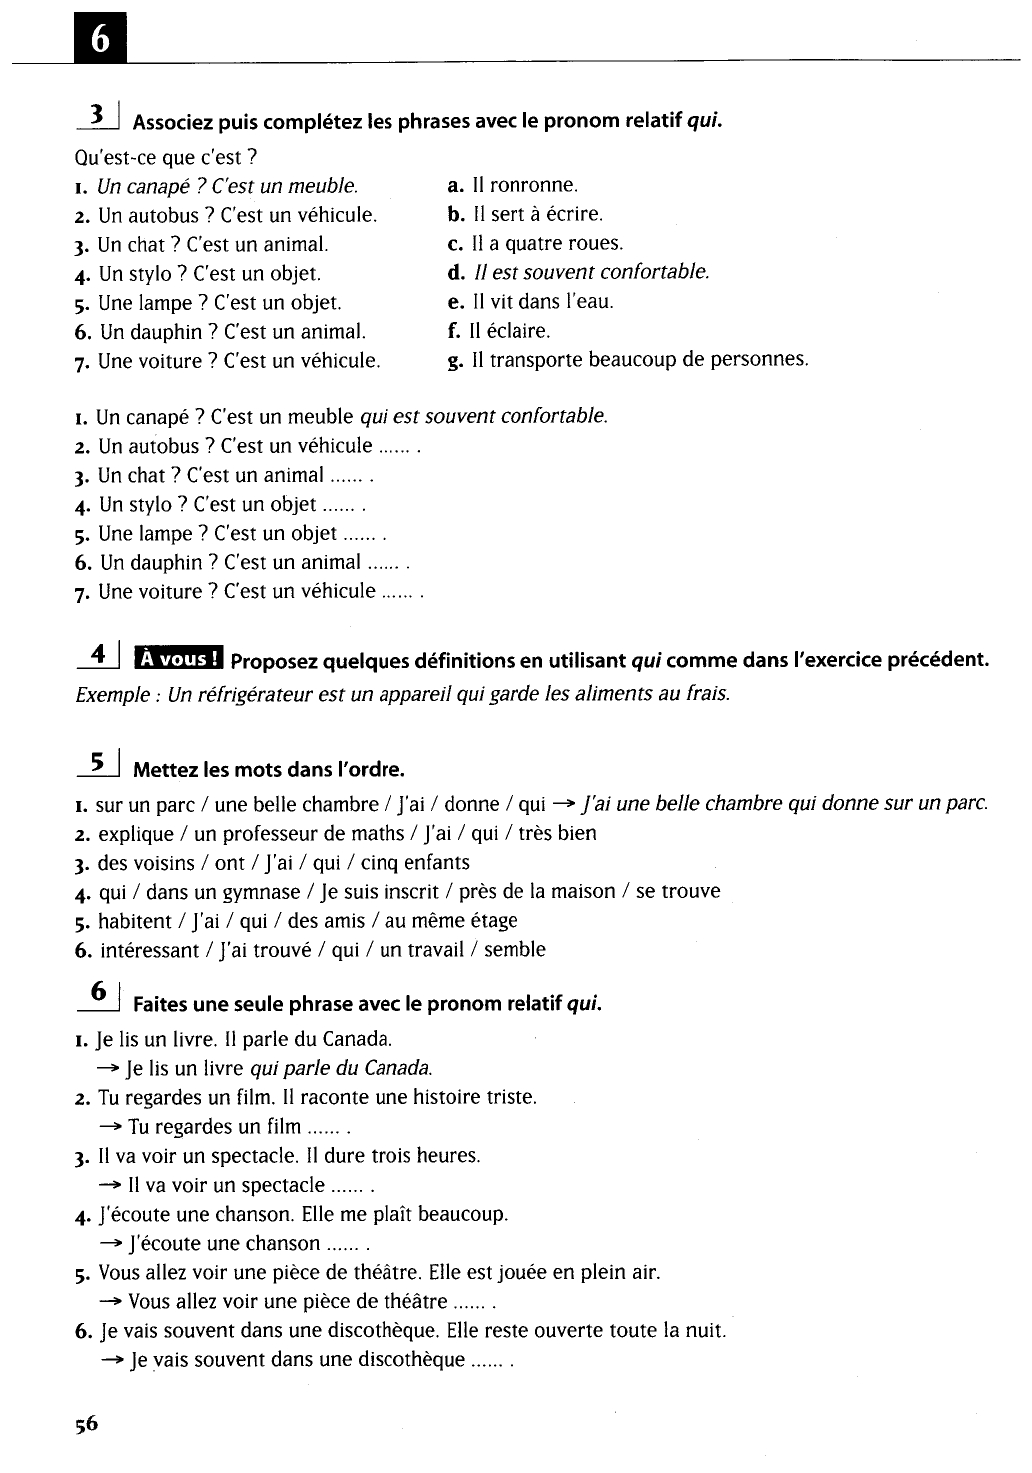 6
3 Associez puis complétez les phrases avec le pronom relatif qui.
Qu'est-ce que c'est ?
1. Un canapé ? C'est un meuble.
2. Un autobus ? C'est un véhicule.
3. Un chat ? C'est un animal.
4. Un stylo ? C'est un objet.
5. Une lampe ? C'est un objet.
6. Un dauphin ? C'est un animal.
7. Une voiture ? C'est un véhicule.
a. Il ronronne.
b. Il sert à écrire.
c. Il a quatre roues.
d. Il est souvent confortable.
e. Il vit dans l'eau.
f. Il éclaire.
g. Il transporte beaucoup de personnes.
1. Un canapé ? C'est un meuble qui est souvent confortable.
2. Un autobus ? C'est un véhicule ...... .
3. Un chat ? C'est un animal ...... .
4. Un stylo ? C'est un objet ...... .
5. Une lampe ? C'est un objet ...... .
6. Un dauphin ? C'est un animal ...... .
7. Une voiture ? C'est un véhicule ...... .
4 À vous ! Proposez quelques définitions en utilisant qui comme dans l'exercice précédent.
Exemple : Un réfrigérateur est un appareil qui garde les aliments au frais.
5 Mettez les mots dans l'ordre.
1. sur un parc / une belle chambre / J'ai / donne / qui → J'ai une belle chambre qui donne sur un parc.
2. explique / un professeur de maths / J'ai / qui / très bien
3. des voisins / ont / J'ai / qui / cinq enfants
4. qui / dans un gymnase / Je suis inscrit / près de la maison / se trouve
5. habitent / J'ai / qui / des amis / au même étage
6. intéressant / J'ai trouvé / qui / un travail / semble
6 Faites une seule phrase avec le pronom relatif qui.
1. Je lis un livre. Il parle du Canada.
→ Je lis un livre qui parle du Canada.
2. Tu regardes un film. Il raconte une histoire triste.
→ Tu regardes un film ...... .
3. Il va voir un spectacle. Il dure trois heures.
→ Il va voir un spectacle ...... .
4. J'écoute une chanson. Elle me plaît beaucoup.
→ J'écoute une chanson ...... .
5. Vous allez voir une pièce de théâtre. Elle est jouée en plein air.
→ Vous allez voir une pièce de théâtre ...... .
6. Je vais souvent dans une discothèque. Elle reste ouverte toute la nuit.
→ Je vais souvent dans une discothèque ...... .
56